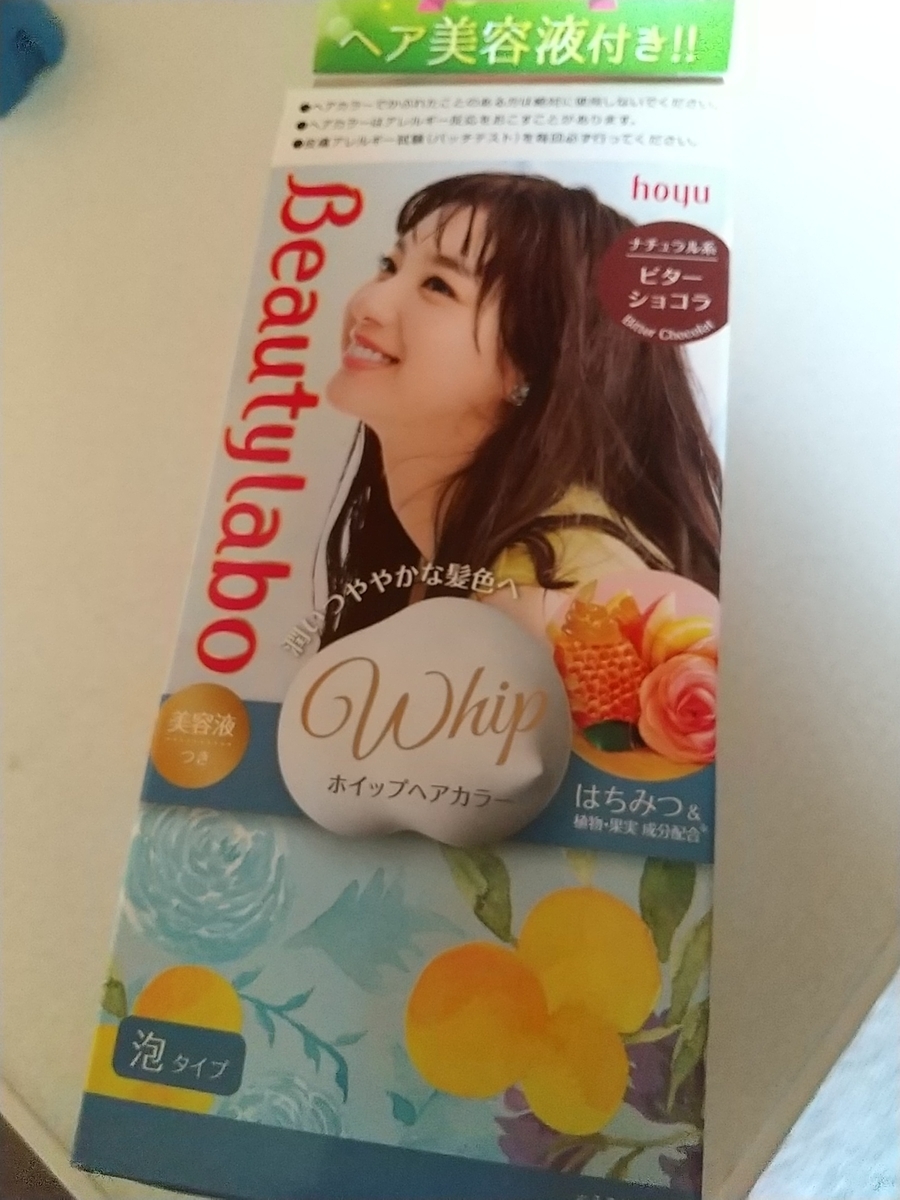 ヘア美容液付き!!
●ヘアカラーでかぶれたことのある方は絶対に使用しないでください。
●ヘアカラーはアレルギー反応をおこすことがあります。
●皮膚アレルギー試験(パッチテスト)を毎回必ず行ってください。
hoyu
Beautylabo
ナチュラル系
ビター
ショコラ
Bitter Chocolat
潤いつややかな髪色へ
Whip
ホイップヘアカラー
美容液
つき
はちみつ&
植物・果実 成分配合*
泡タイプ